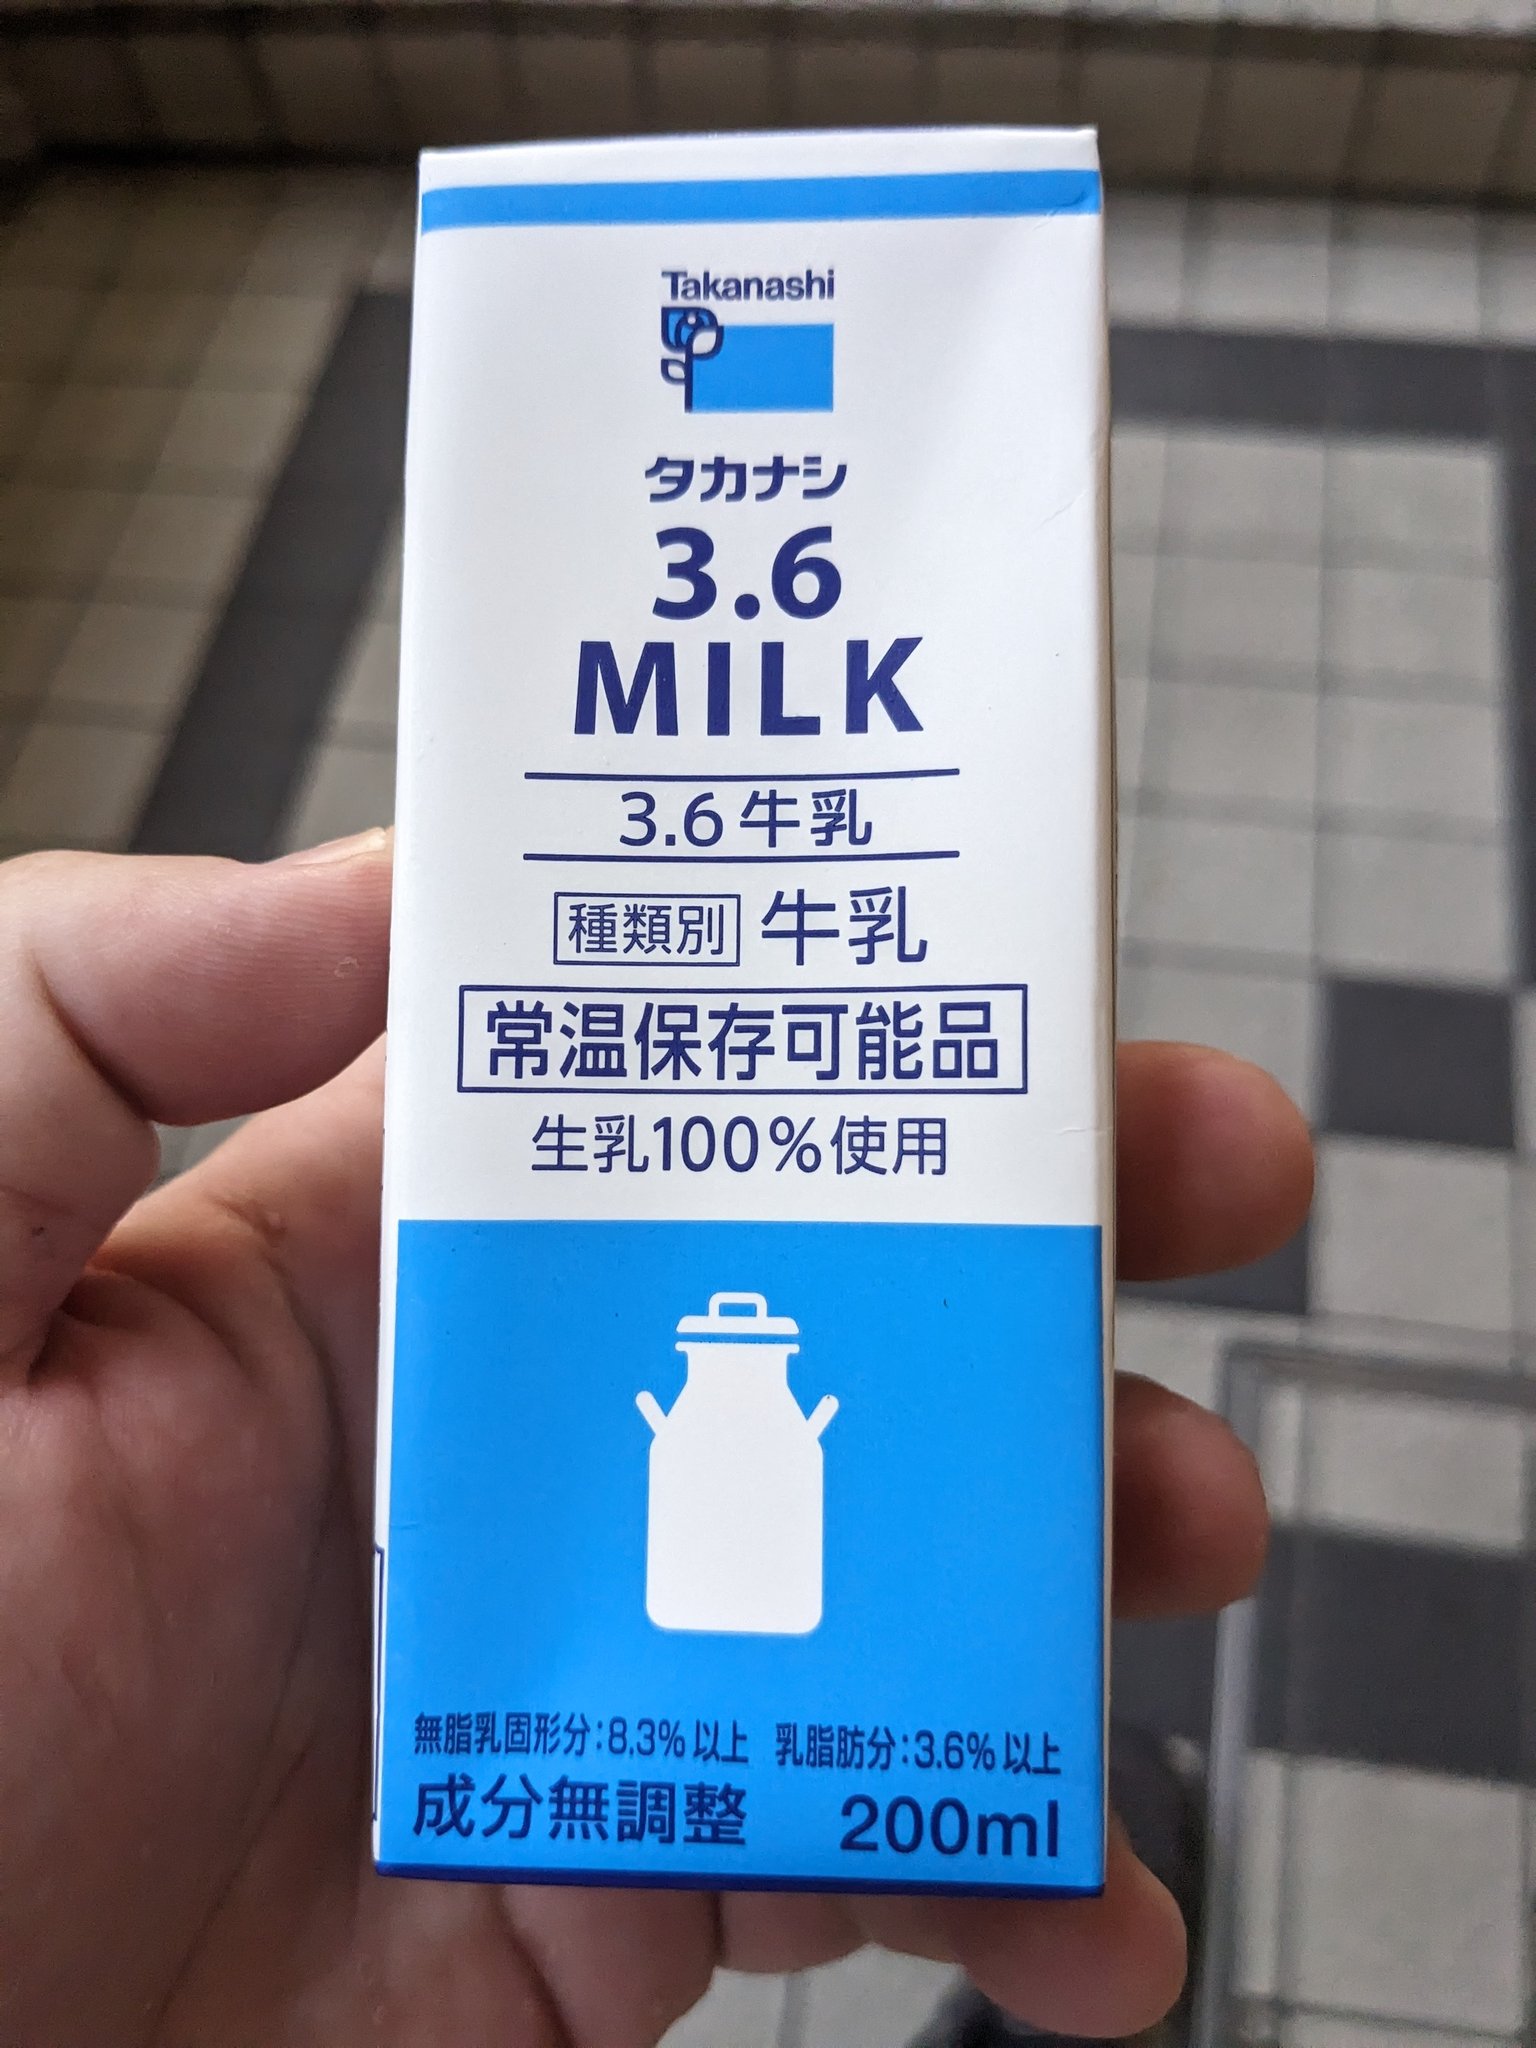 Takanashi
タカナシ
3.6
MILK
3.6牛乳
種類別 牛乳
常温保存可能品
生乳100%使用
無脂乳固形分:8.3%以上 乳脂肪分:3.6%以上
成分無調整 200ml